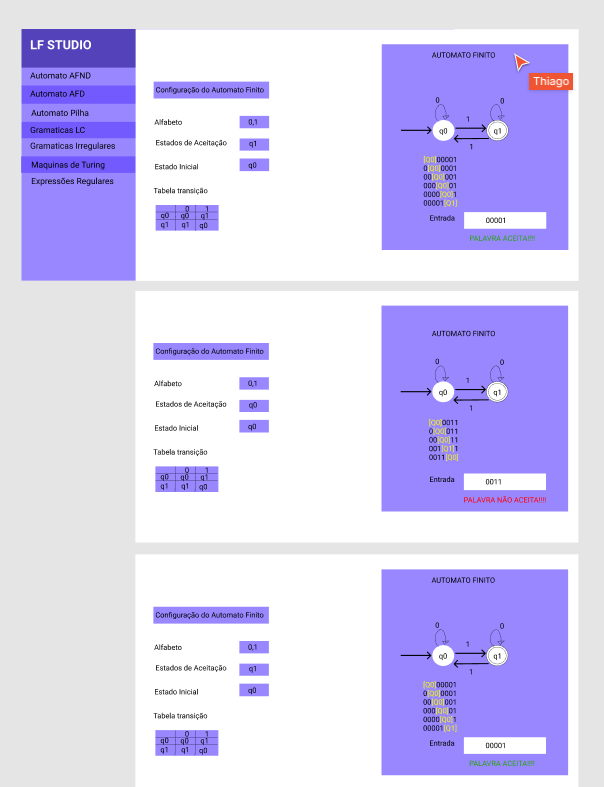 LF STUDIO
Automato AFND
Automato AFD
Automato Pilha
Gramaticas LC
Gramaticas Irregulares
Maquinas de Turing
Expressões Regulares
Configuração do Automato Finito
Alfabeto 0,1
Estados de Aceitação q1
Estado Inicial q0
Tabela transição
0 1
q0 q0 q1
q1 q1 q0
AUTOMATO FINITO
Thiago
0 0
1
q0 q1
1
[Q0]00001
0[Q0]0001
00[Q0]001
000[Q0]01
0000[Q0]1
00001[Q1]
Entrada 00001
PALAVRA ACEITA!!!!
Configuração do Automato Finito
Alfabeto 0,1
Estados de Aceitação q0
Estado Inicial q0
Tabela transição
0 1
q0 q0 q1
q1 q1 q0
AUTOMATO FINITO
0 0
1
q0 q1
1
[Q0]0011
0[Q0]011
00[Q0]11
001[Q1]1
0011[Q0]
Entrada 0011
PALAVRA NÃO ACEITA!!!!
Configuração do Automato Finito
Alfabeto 0,1
Estados de Aceitação q1
Estado Inicial q0
Tabela transição
0 1
q0 q0 q1
q1 q1 q0
AUTOMATO FINITO
0 0
1
q0 q1
1
[Q0]00001
0[Q0]0001
00[Q0]001
000[Q0]01
0000[Q0]1
00001[Q1]
Entrada 00001
PALAVRA ACEITA!!!!